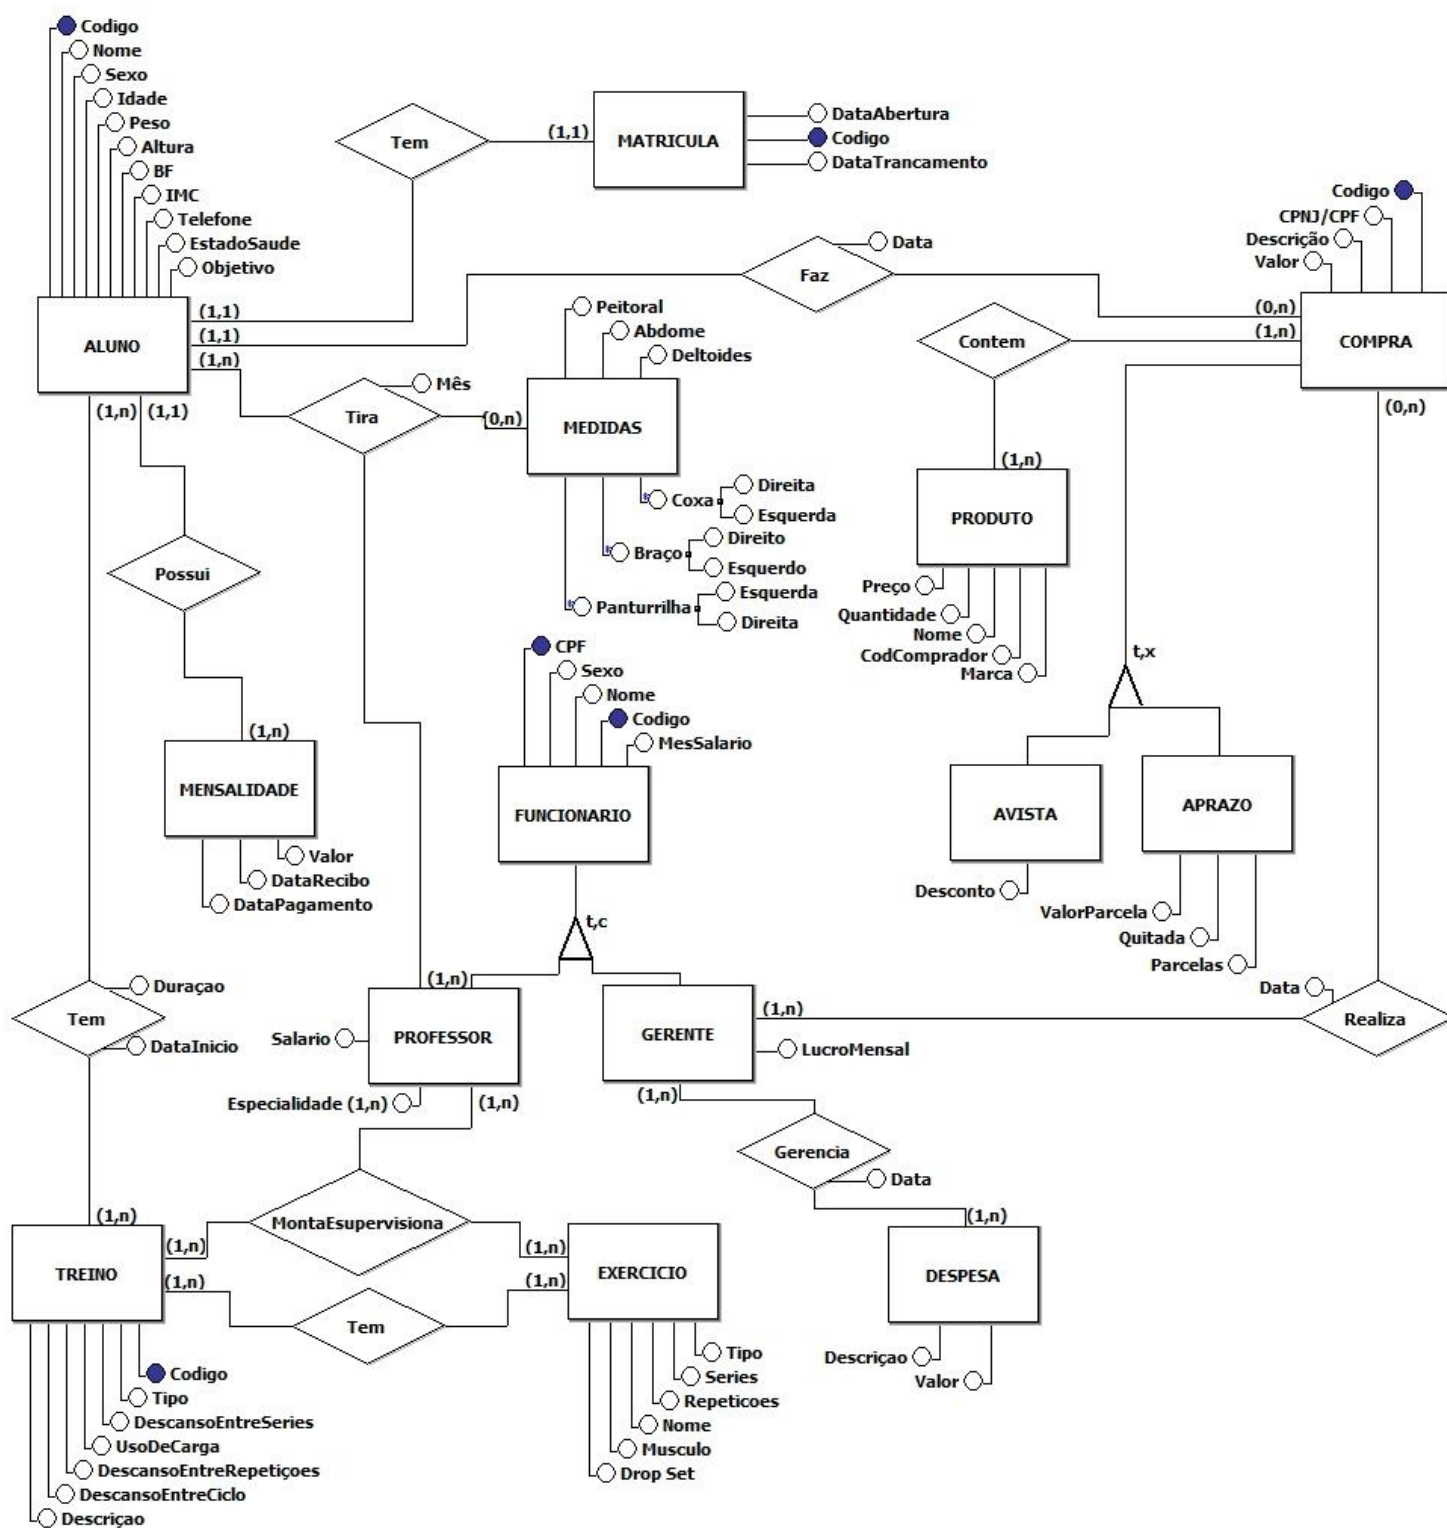 Codigo
Nome
Sexo
Idade
Peso
Altura
BF
IMC
Telefone
EstadoSaude
Objetivo
ALUNO
(1,1)
(1,1)
(1,n)
(1,n)
(1,1)
Tem
(1,1)
MATRICULA
DataAbertura
Codigo
DataTrancamento
Faz
Data
Codigo
CPNJ/CPF
Descrição
Valor
(0,n)
(1,n)
COMPRA
(0,n)
Contem
(1,n)
PRODUTO
Preço
Quantidade
Nome
CodComprador
Marca
Tira
Mês
(0,n)
Peitoral
Abdome
Deltoides
MEDIDAS
* Coxa
Direita
Esquerda
* Braço
Direito
Esquerdo
* Panturrilha
Esquerda
Direita
Possui
(1,n)
MENSALIDADE
Valor
DataRecibo
DataPagamento
CPF
Sexo
Nome
Codigo
MesSalario
FUNCIONARIO
t,c
t,x
AVISTA
Desconto
APRAZO
ValorParcela
Quitada
Parcelas
Tem
Duraçao
DataInicio
(1,n)
PROFESSOR
Salario
Especialidade (1,n)
(1,n)
GERENTE
(1,n)
LucroMensal
(1,n)
Data
Realiza
Gerencia
Data
(1,n)
DESPESA
Descriçao
Valor
(1,n)
TREINO
(1,n)
(1,n)
MontaEsupervisiona
Tem
(1,n)
(1,n)
EXERCICIO
Tipo
Series
Repeticoes
Nome
Musculo
Drop Set
Codigo
Tipo
DescansoEntreSeries
UsoDeCarga
DescansoEntreRepetiçoes
DescansoEntreCiclo
Descriçao